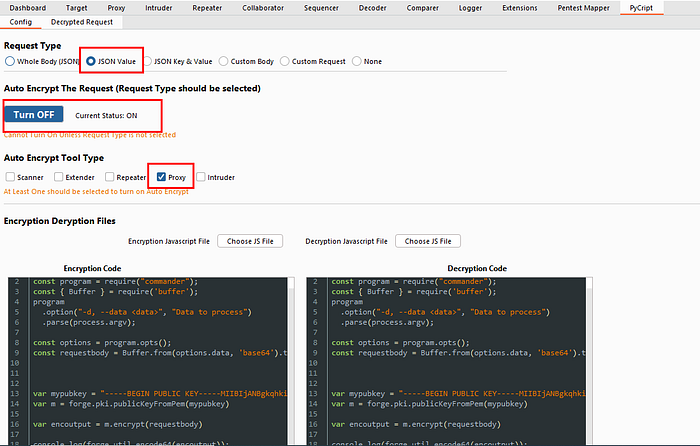 Dashboard Target Proxy Intruder Repeater Collaborator Sequencer Decoder Comparer Logger Extensions Pentest Mapper PyCript
Config Decrypted Request
Request Type
Whole Body (JSON) JSON Value JSON Key & Value Custom Body Custom Request None
Auto Encrypt The Request (Request Type should be selected)
Turn OFF Current Status: ON
Cannot Turn On Unless Request Type is not selected
Auto Encrypt Tool Type
Scanner Extender Repeater Proxy Intruder
At Least One should be selected to turn on Auto Encrypt
Encryption Deryption Files
Encryption Javascript File Choose JS File Decryption Javascript File Choose JS File
Encryption Code Decryption Code
2 const program = require("commander"); 2 const program = require("commander");
3 const { Buffer } = require('buffer'); 3 const { Buffer } = require('buffer');
4 program 4 program
5 .option("-d, --data <data>", "Data to process") 5 .option("-d, --data <data>", "Data to process")
6 .parse(process.argv); 6 .parse(process.argv);
7 7
8 const options = program.opts(); 8 const options = program.opts();
9 const requestbody = Buffer.from(options.data, 'base64').t 9 const requestbody = Buffer.from(options.data, 'base64').t
10 10
11 11
12 12
13 var mypubkey = "-----BEGIN PUBLIC KEY-----MIIBIjANBgkqhki 13 var mypubkey = "-----BEGIN PUBLIC KEY-----MIIBIjANBgkqhki
14 var m = forge.pki.publicKeyFromPem(mypubkey) 14 var m = forge.pki.publicKeyFromPem(mypubkey)
15 15
16 var encoutput = m.encrypt(requestbody) 16 var encoutput = m.encrypt(requestbody)
17 17
18 console.log(forge.util.encode64(encoutput)); 18 console.log(forge.util.encode64(encoutput));